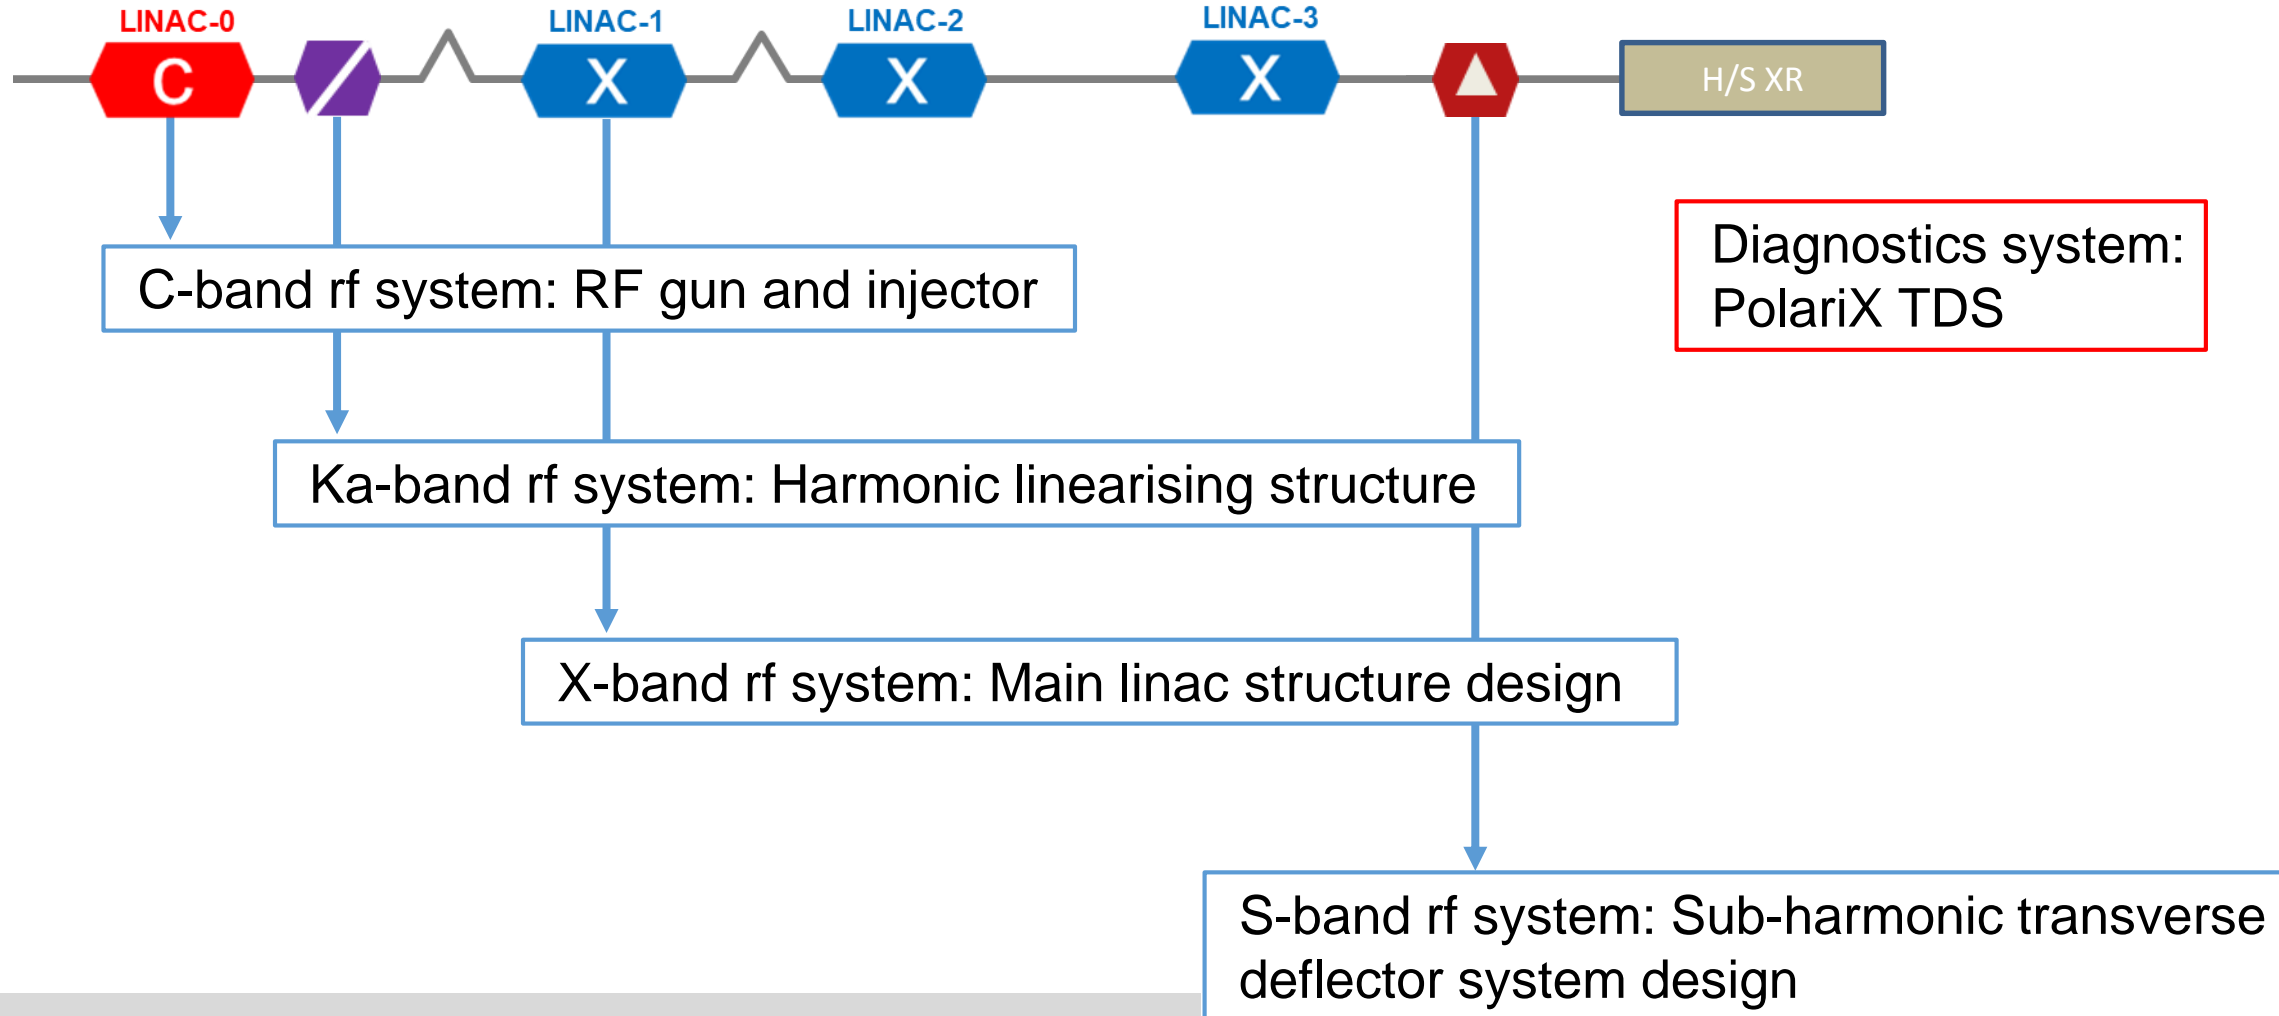 LINAC-0
LINAC-1
LINAC-2
LINAC-3
C
X
X
X
H/S XR
Diagnostics system:
PolariX TDS
C-band rf system: RF gun and injector
Ka-band rf system: Harmonic linearising structure
X-band rf system: Main linac structure design
S-band rf system: Sub-harmonic transverse
deflector system design